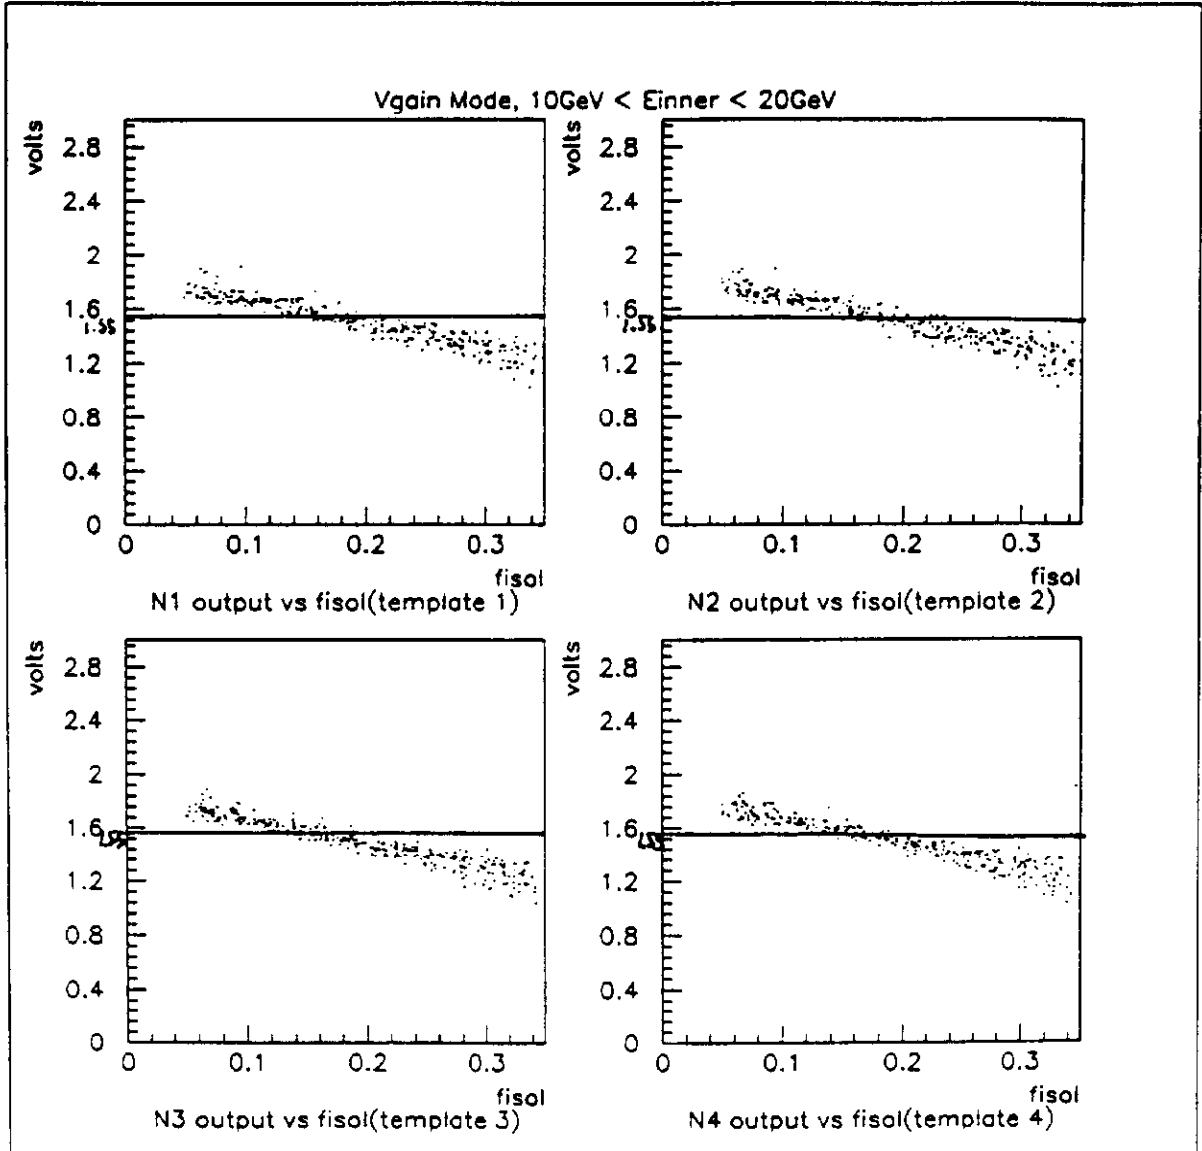 Vgain Mode, 10GeV < Einner < 20GeV
volts
2.8
2.4
2
1.6
1.55
1.2
0.8
0.4
0
0 0.1 0.2 0.3
fisol
N1 output vs fisol(template 1)
volts
2.8
2.4
2
1.6
1.55
1.2
0.8
0.4
0
0 0.1 0.2 0.3
fisol
N2 output vs fisol(template 2)
volts
2.8
2.4
2
1.6
1.55
1.2
0.8
0.4
0
0 0.1 0.2 0.3
fisol
N3 output vs fisol(template 3)
volts
2.8
2.4
2
1.6
1.55
1.2
0.8
0.4
0
0 0.1 0.2 0.3
fisol
N4 output vs fisol(template 4)